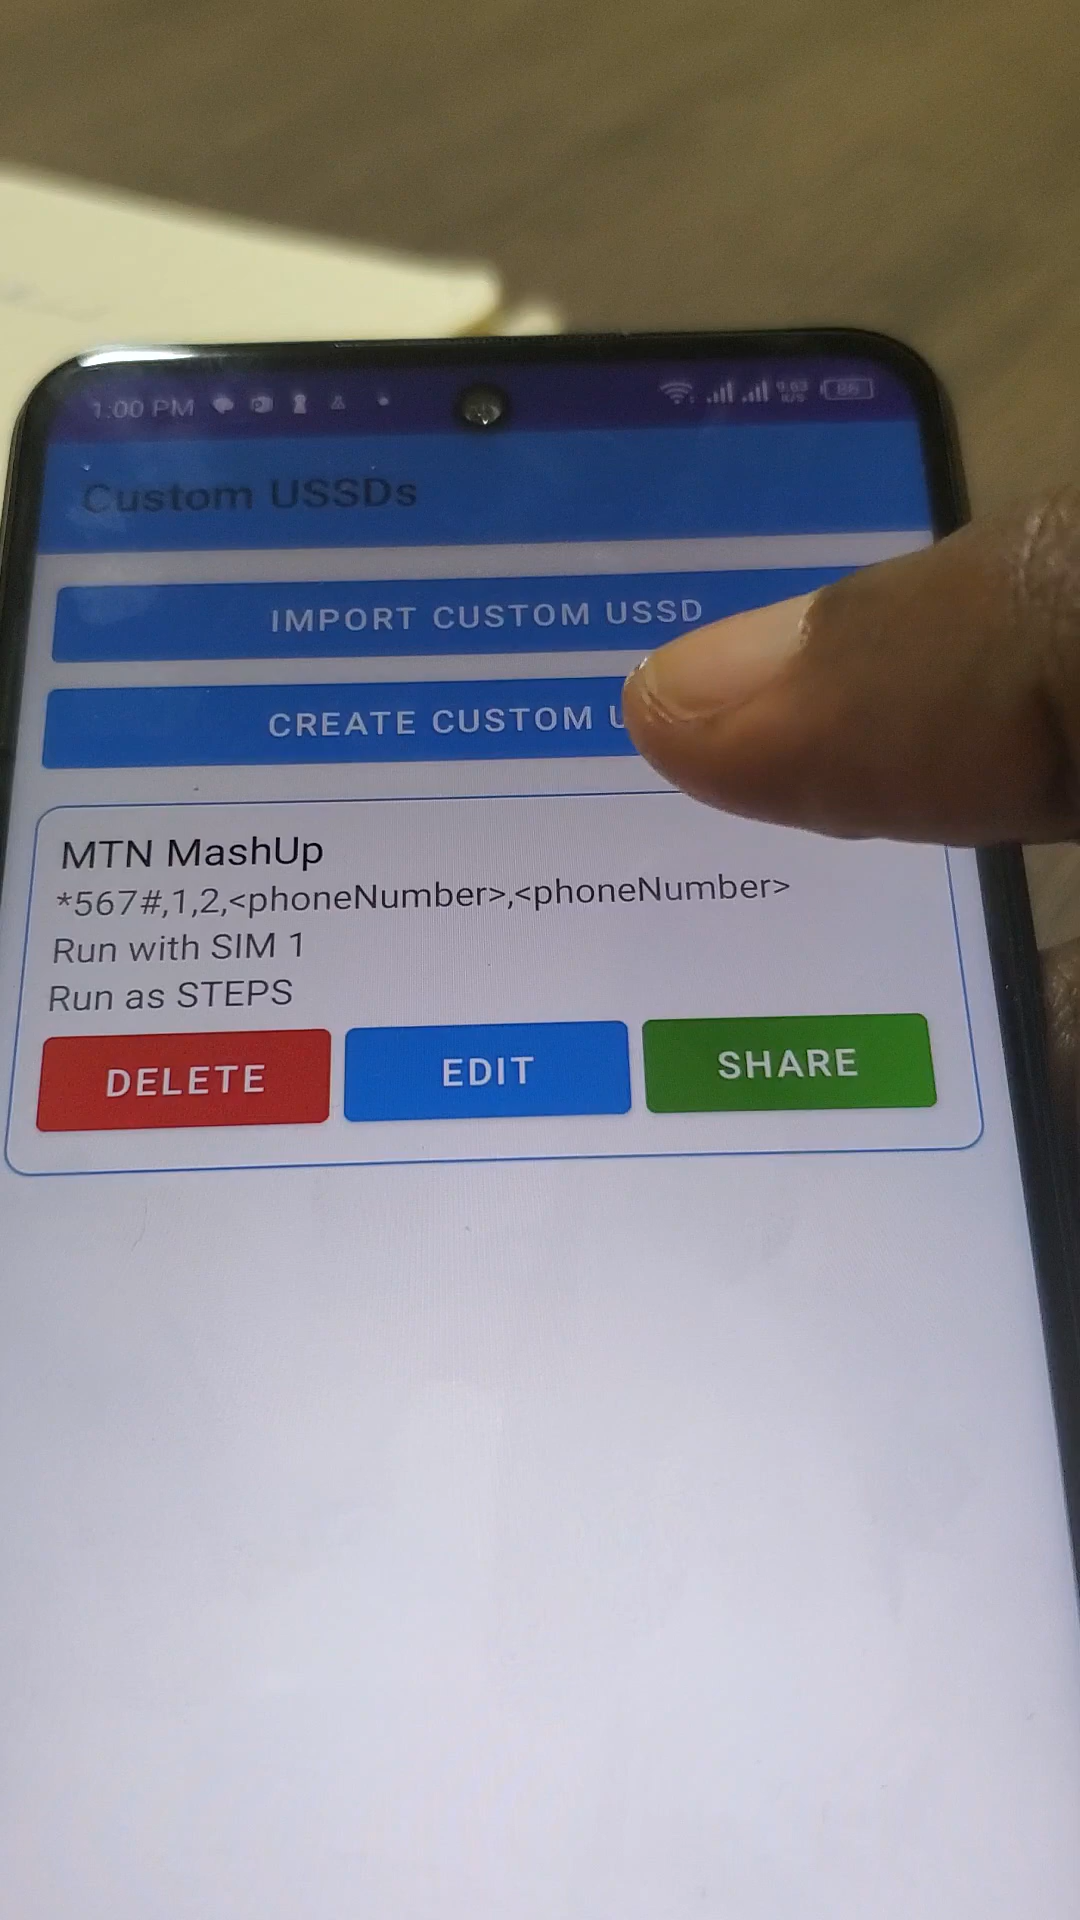 1:00 PM
Custom USSDs
IMPORT CUSTOM USSD
CREATE CUSTOM
MTN MashUp
*567#,1,2,<phoneNumber>,<phoneNumber>
Run with SIM 1
Run as STEPS
DELETE
EDIT
SHARE